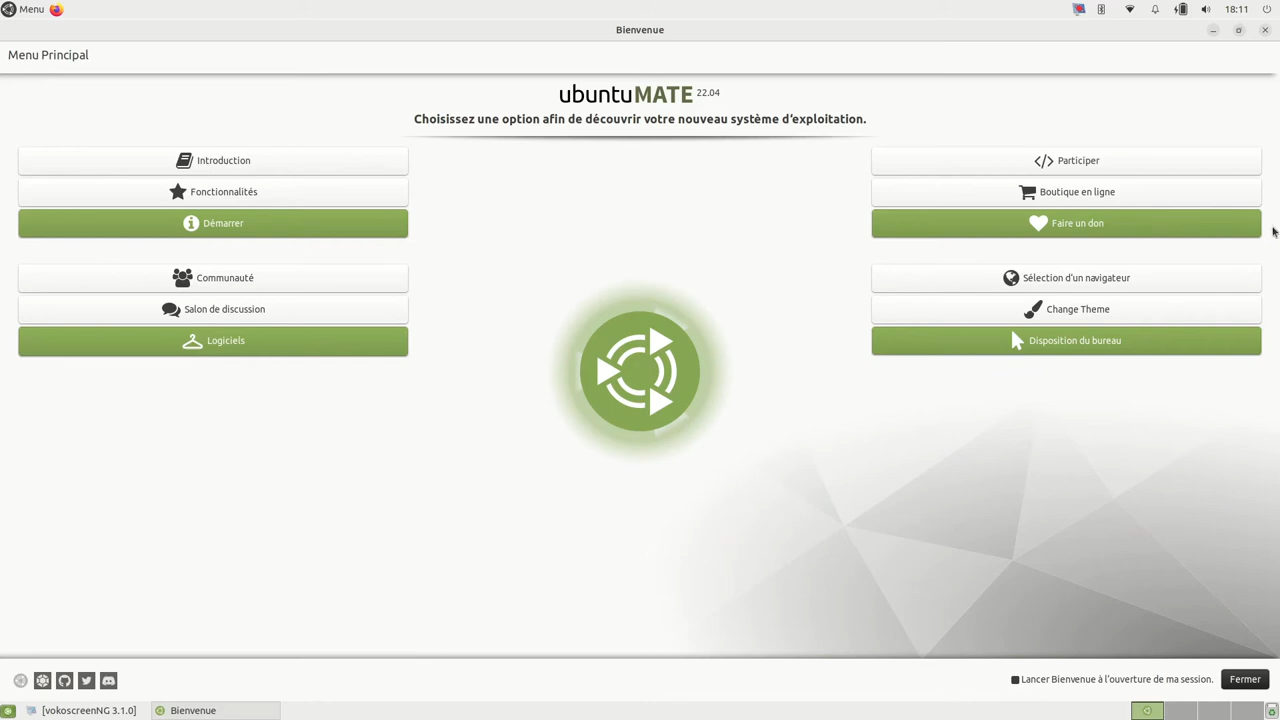 Menu
18:11
Bienvenue
Menu Principal
ubuntuMATE 22.04
Choisissez une option afin de découvrir votre nouveau système d'exploitation.
Introduction
Fonctionnalités
Démarrer
Communauté
Salon de discussion
Logiciels
Participer
Boutique en ligne
Faire un don
Sélection d'un navigateur
Change Theme
Disposition du bureau
Lancer Bienvenue à l'ouverture de ma session.
Fermer
[vokoscreenNG 3.1.0]
Bienvenue